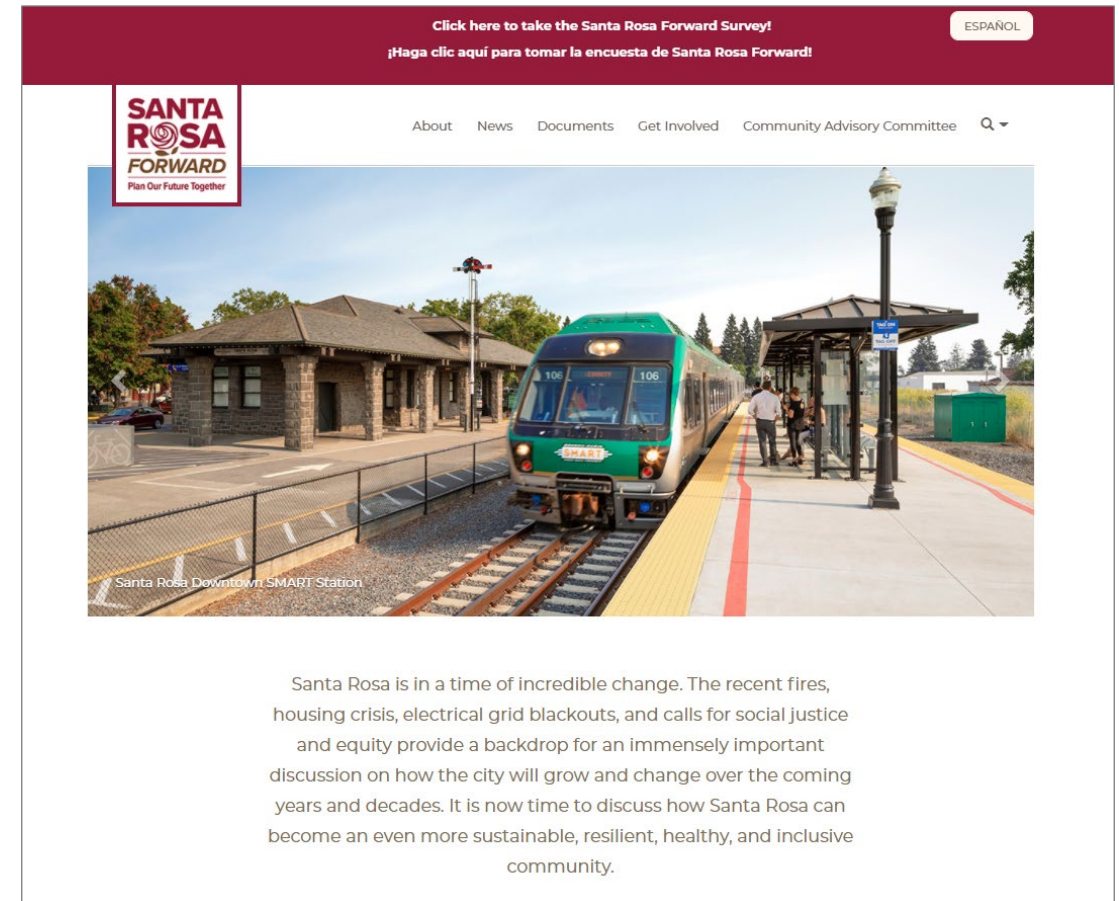 Click here to take the Santa Rosa Forward Survey!
¡Haga clic aquí para tomar la encuesta de Santa Rosa Forward!
ESPAÑOL
SANTA
ROSA
FORWARD
Plan Our Future Together
About News Documents Get Involved Community Advisory Committee
106 106
SMART
TAG ON
TAG OFF
Santa Rosa Downtown SMART Station
Santa Rosa is in a time of incredible change. The recent fires,
housing crisis, electrical grid blackouts, and calls for social justice
and equity provide a backdrop for an immensely important
discussion on how the city will grow and change over the coming
years and decades. It is now time to discuss how Santa Rosa can
become an even more sustainable, resilient, healthy, and inclusive
community.